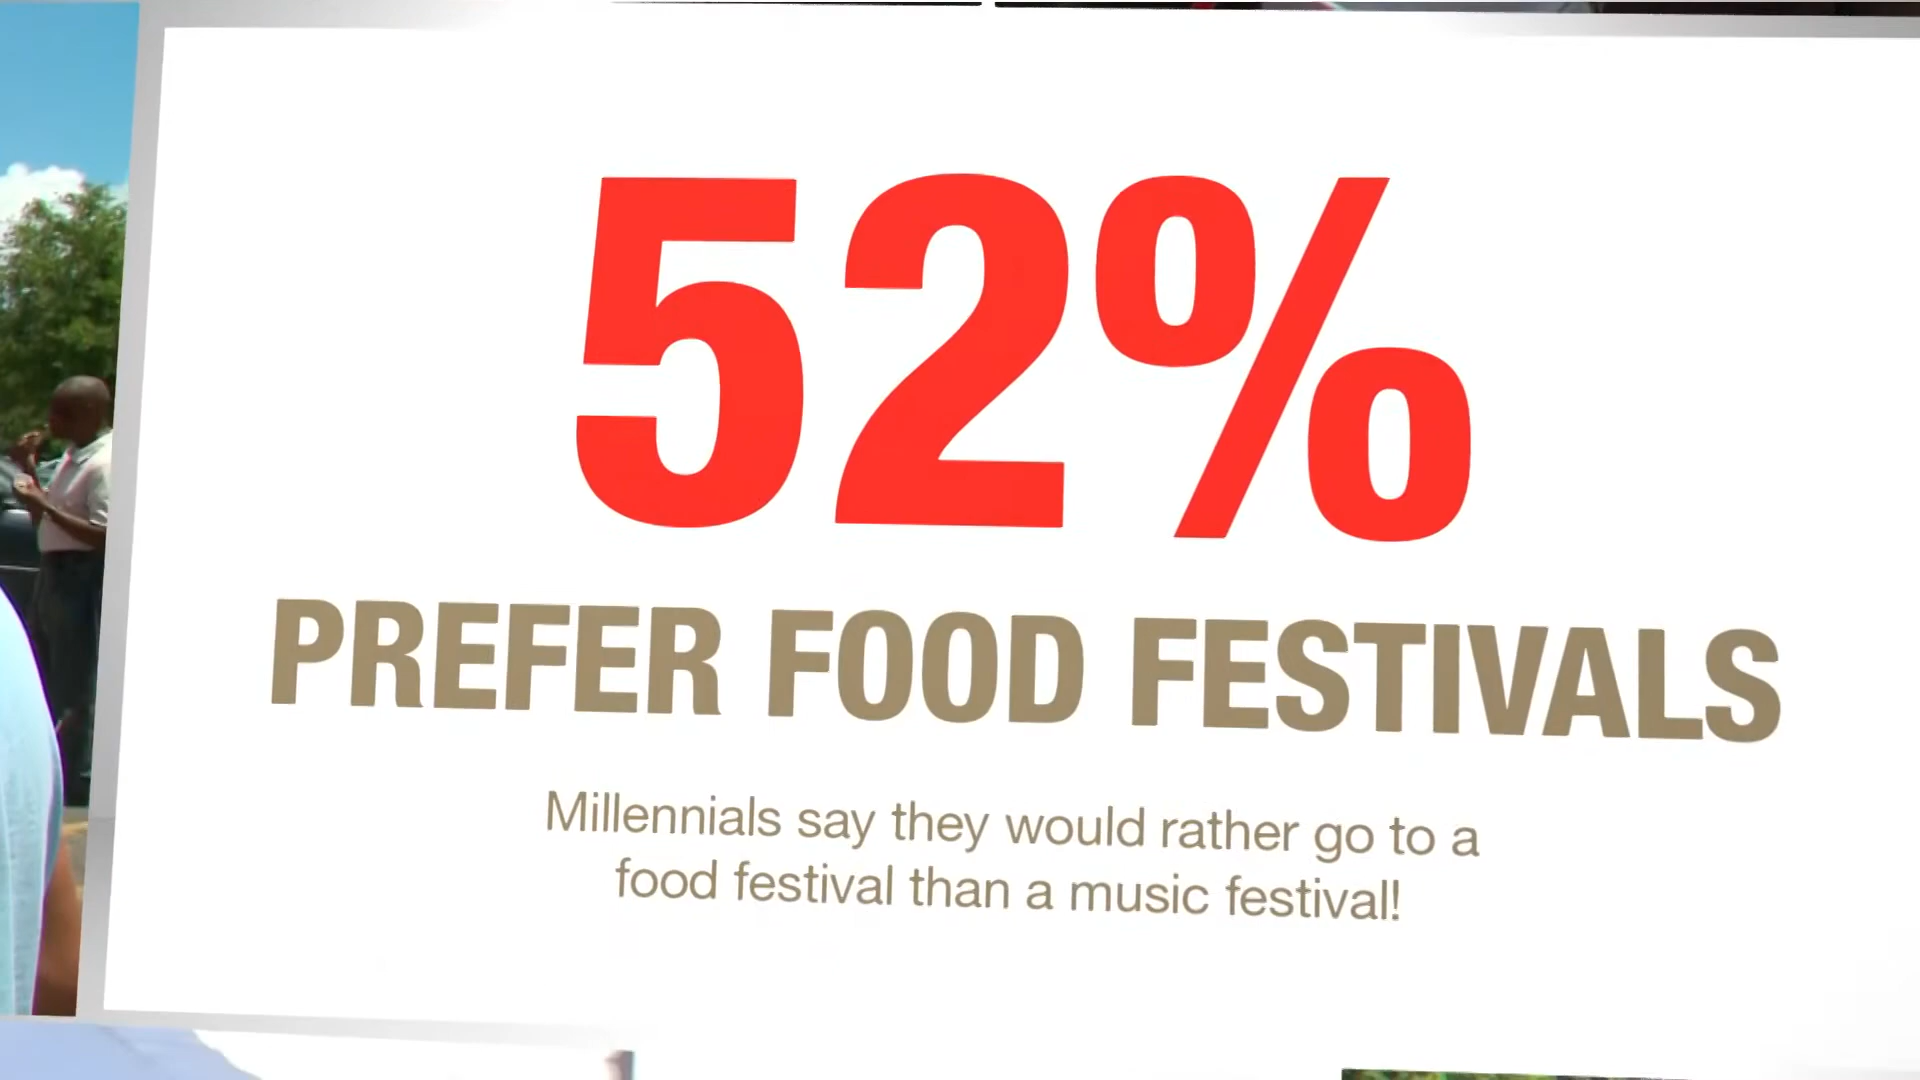 52%
PREFER FOOD FESTIVALS
Millennials say they would rather go to a
food festival than a music festival!